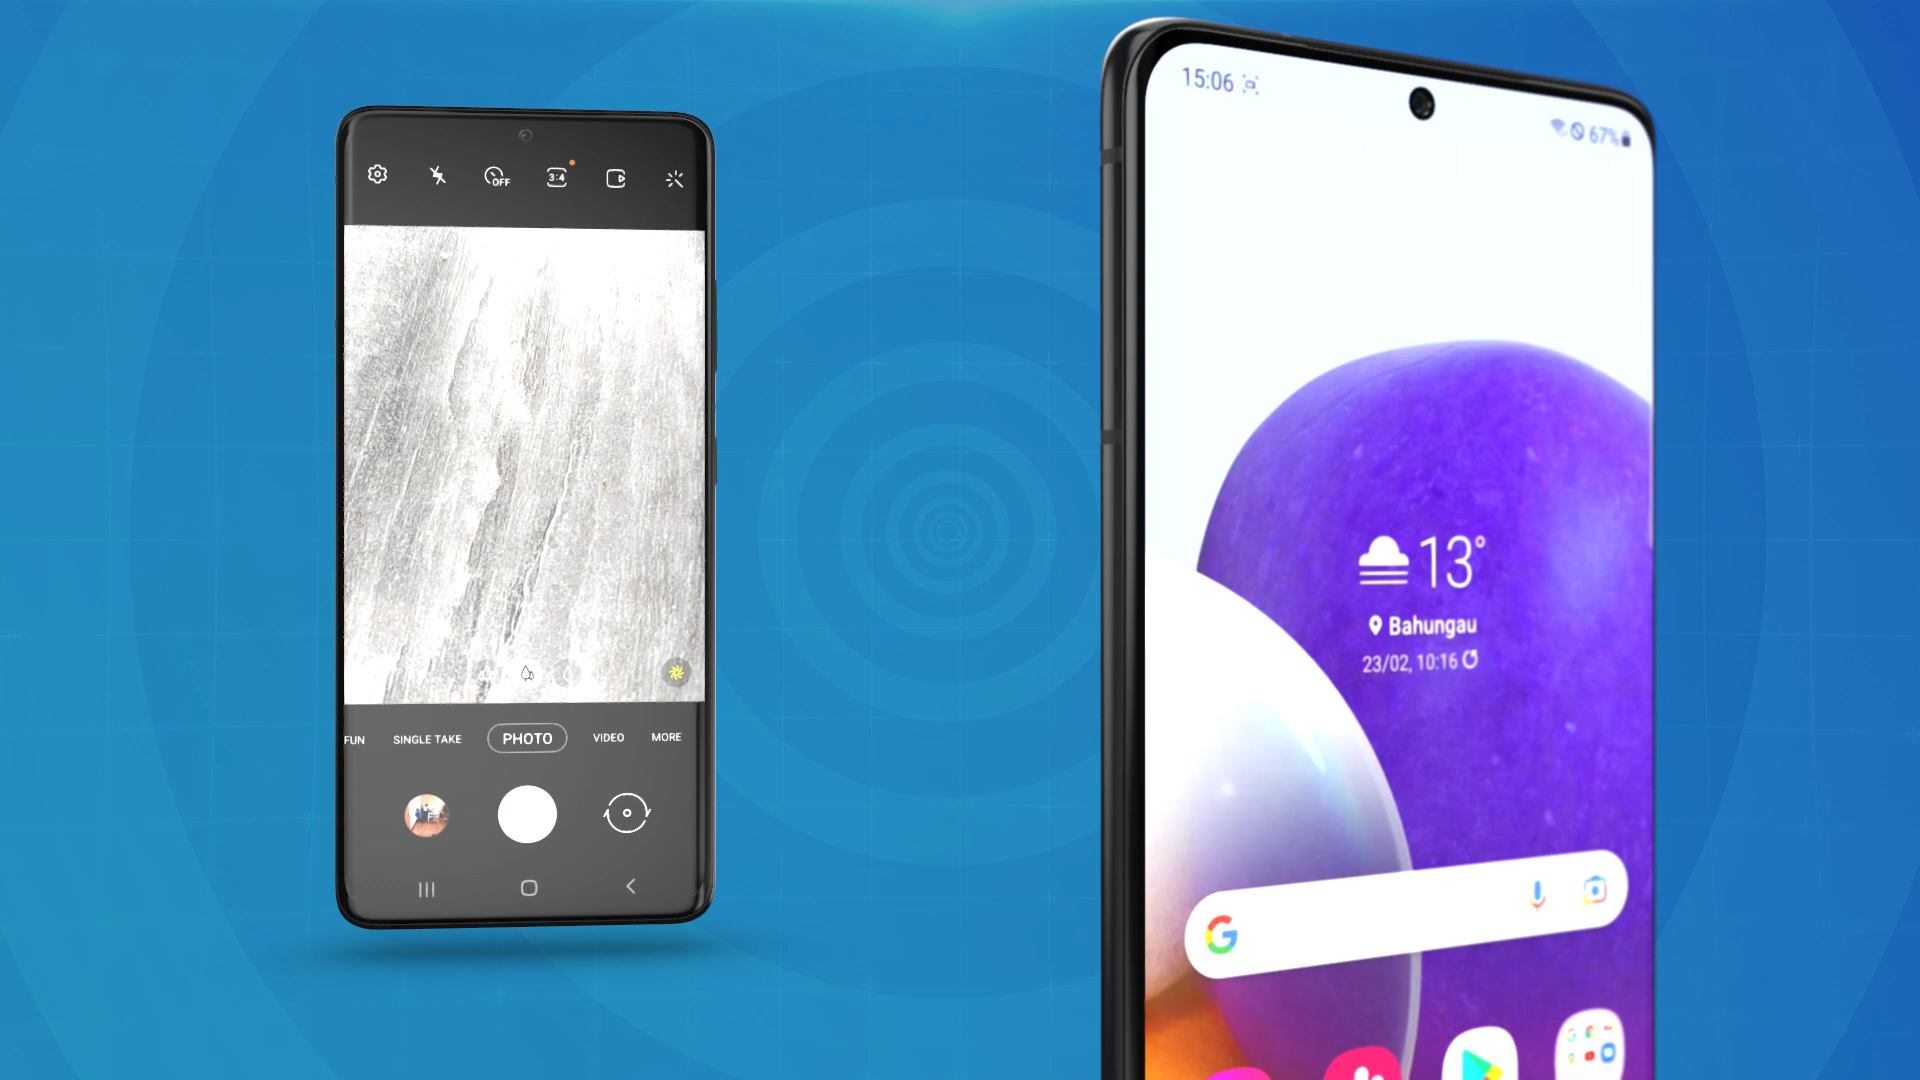 OFF
3:4
FUN SINGLE TAKE PHOTO VIDEO MORE
15:06
67%
13°
Bahungau
23/02, 10:16
G